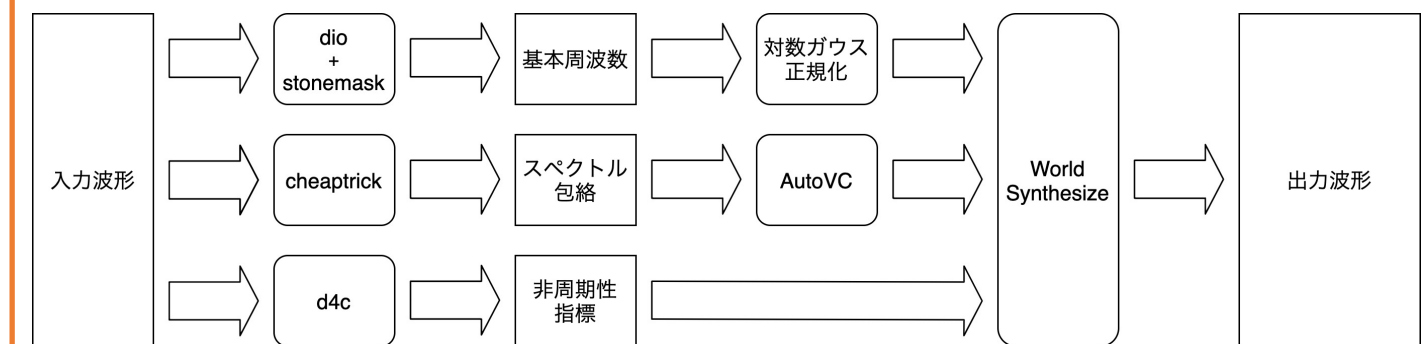 入力波形
dio
+
stonemask
基本周波数
対数ガウス
正規化
cheaptrick
スペクトル
包絡
AutoVC
d4c
非周期性
指標
World
Synthesize
出力波形